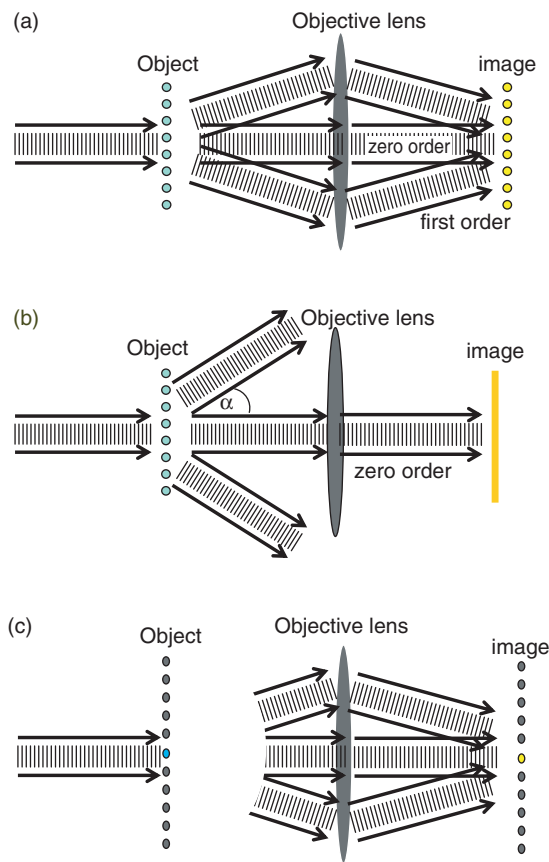 (a)
Objective lens
Object
image
zero order
first order
(b)
Objective lens
Object
image
α
zero order
(c)
Objective lens
Object
image